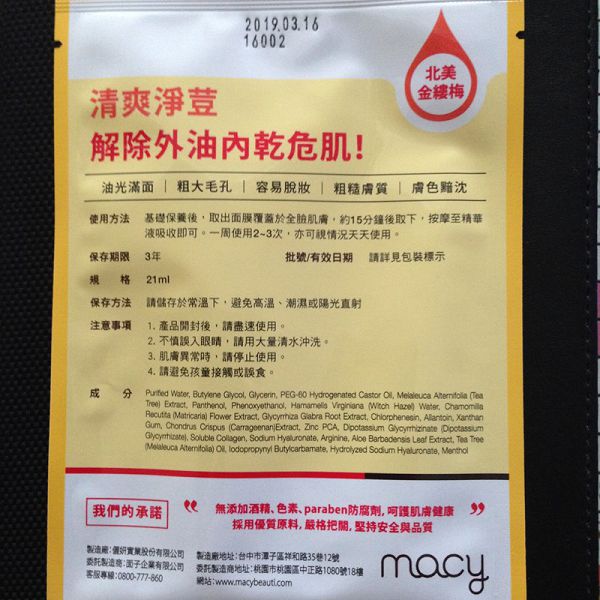 2019.03.16
16002
北美
金縷梅
清爽淨荳
解除外油內乾危肌!
油光滿面 | 粗大毛孔 | 容易脫妝 | 粗糙膚質 | 膚色黯沈
使用方法 基礎保養後，取出面膜覆蓋於全臉肌膚，約15分鐘後取下，按摩至精華
液吸收即可。一周使用2~3次，亦可視情況天天使用。
保存期限 3年 批號/有效日期 請詳見包裝標示
規 格 21ml
保存方法 請儲存於常溫下，避免高溫、潮濕或陽光直射
注意事項 1. 產品開封後，請盡速使用。
2. 不慎誤入眼睛，請用大量清水沖洗。
3. 肌膚異常時，請停止使用。
4. 請避免孩童接觸或誤食。
成 分 Purified Water, Butylene Glycol, Glycerin, PEG-60 Hydrogenated Castor Oil, Melaleuca Alternifolia (Tea
Tree) Extract, Panthenol, Phenoxyethanol, Hamamelis Virginiana (Witch Hazel) Water, Chamomilla
Recutita (Matricaria) Flower Extract, Glycyrrhiza Glabra Root Extract, Chlorphenesin, Allantoin, Xanthan
Gum, Chondrus Crispus (Carrageenan)Extract, Zinc PCA, Dipotassium Glycyrrhizinate (Dipotassium
Glycyrrhizate), Soluble Collagen, Sodium Hyaluronate, Arginine, Aloe Barbadensis Leaf Extract, Tea Tree
(Melaleuca Alternifolia) Oil, Iodopropynyl Butylcarbamate, Hydrolyzed Sodium Hyaluronate, Menthol
我們的承諾
“ 無添加酒精、色素、paraben防腐劑, 呵護肌膚健康 ”
採用優質原料, 嚴格把關, 堅持安全與品質
製造廠：儷妍實業股份有限公司 製造廠地址：台中市潭子區祥和路35巷12號
委託製造商：面子企業有限公司 委託製造商地址：桃園市桃園區中正路1080號18樓
客服專線：0800-777-860 網站：www.macybeauti.com
macy